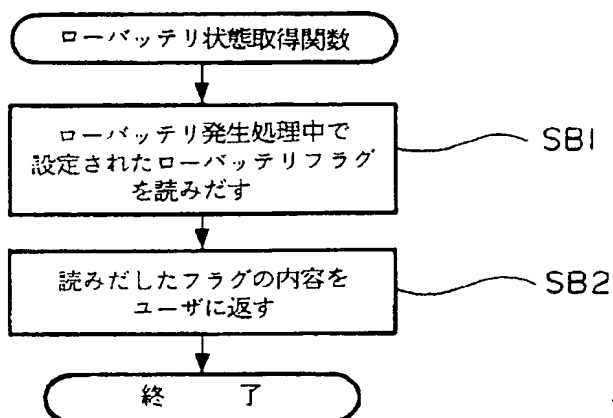 ローバッテリ状態取得関数
ローバッテリ発生処理中で
設定されたローバッテリフラグ
を読みだす
SB1
読みだしたフラグの内容を
ユーザに返す
SB2
終 了